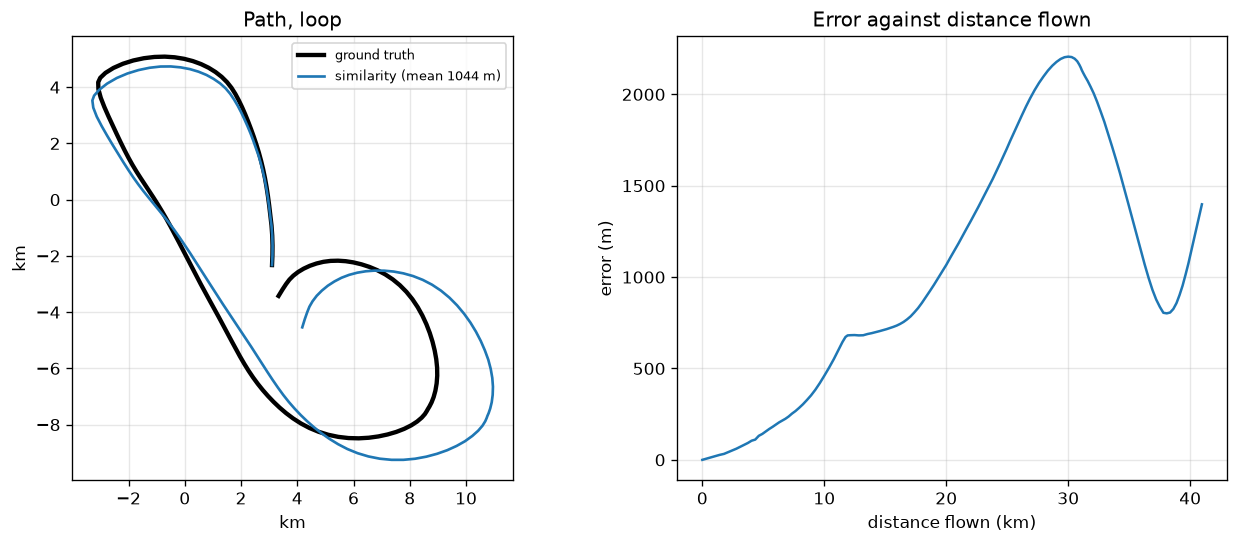 Path, loop
ground truth
similarity (mean 1044 m)
4
2
0
−2
−4
−6
−8
km
−2 0 2 4 6 8 10
km
Error against distance flown
2000
1500
1000
500
0
error (m)
0 10 20 30 40
distance flown (km)